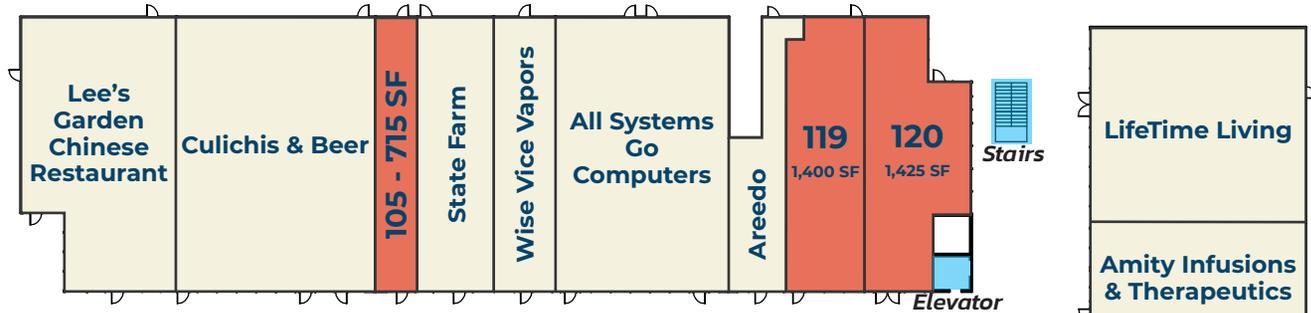 Lee's
Garden
Chinese
Restaurant
Culichis & Beer
105 - 715 SF
State Farm
Wise Vice Vapors
All Systems
Go
Computers
Areedo
119
1,400 SF
120
1,425 SF
Stairs
Elevator
LifeTime Living
Amity Infusions
& Therapeutics